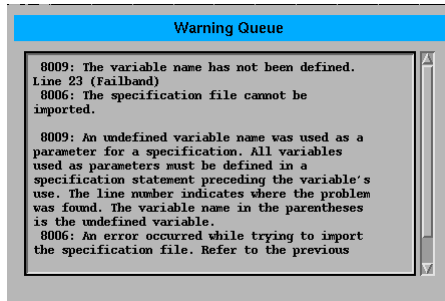 Warning Queue
8009: The variable name has not been defined.
Line 23 (Failband)
8006: The specification file cannot be
imported.
8009: An undefined variable name was used as a
parameter for a specification. All variables
used as parameters must be defined in a
specification statement preceding the variable's
use. The line number indicates where the problem
was found. The variable name in the parentheses
is the undefined variable.
8006: An error occurred while trying to import
the specification file. Refer to the previous